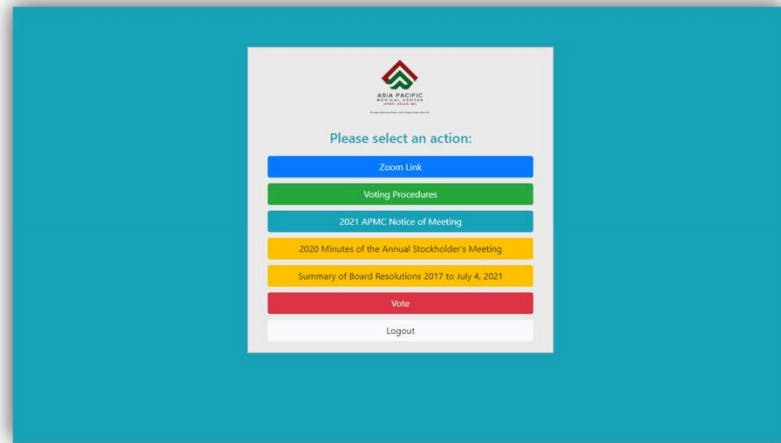 ASIA PACIFIC
MEDICAL CENTER
Please select an action:
Zoom Link
Voting Procedures
2021 APMC Notice of Meeting
2020 Minutes of the Annual Stockholder's Meeting
Summary of Board Resolutions 2017 to July 4, 2021
Vote
Logout